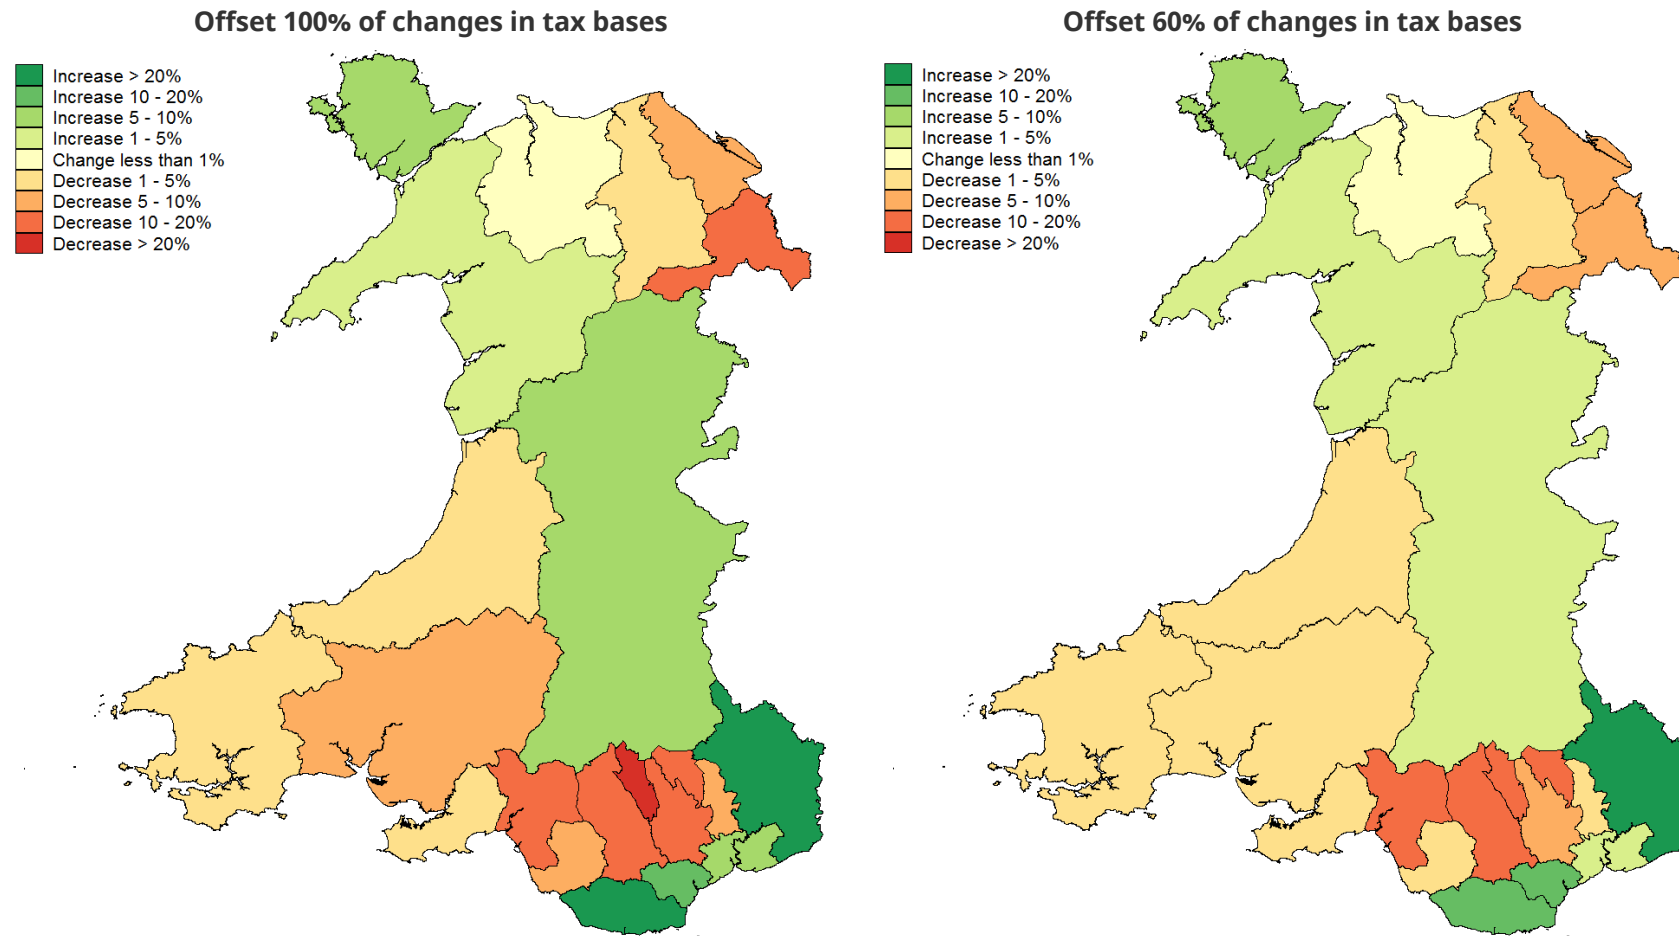 Offset 100% of changes in tax bases
Increase > 20%
Increase 10 - 20%
Increase 5 - 10%
Increase 1 - 5%
Change less than 1%
Decrease 1 - 5%
Decrease 5 - 10%
Decrease 10 - 20%
Decrease > 20%
Offset 60% of changes in tax bases
Increase > 20%
Increase 10 - 20%
Increase 5 - 10%
Increase 1 - 5%
Change less than 1%
Decrease 1 - 5%
Decrease 5 - 10%
Decrease 10 - 20%
Decrease > 20%